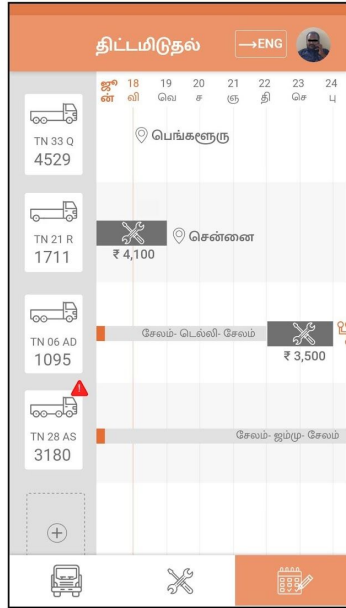 திட்டமிடுதல் →ENG
ஜூன் 18 19 20 21 22 23 24
வி வெ ச ஞ தி செ பு
TN 33 Q
4529
பெங்களூரு
TN 21 R
1711
சென்னை
₹ 4,100
TN 06 AD
1095
சேலம்- டெல்லி- சேலம்
₹ 3,500
TN 28 AS
3180
சேலம்- ஜம்மு- சேலம்